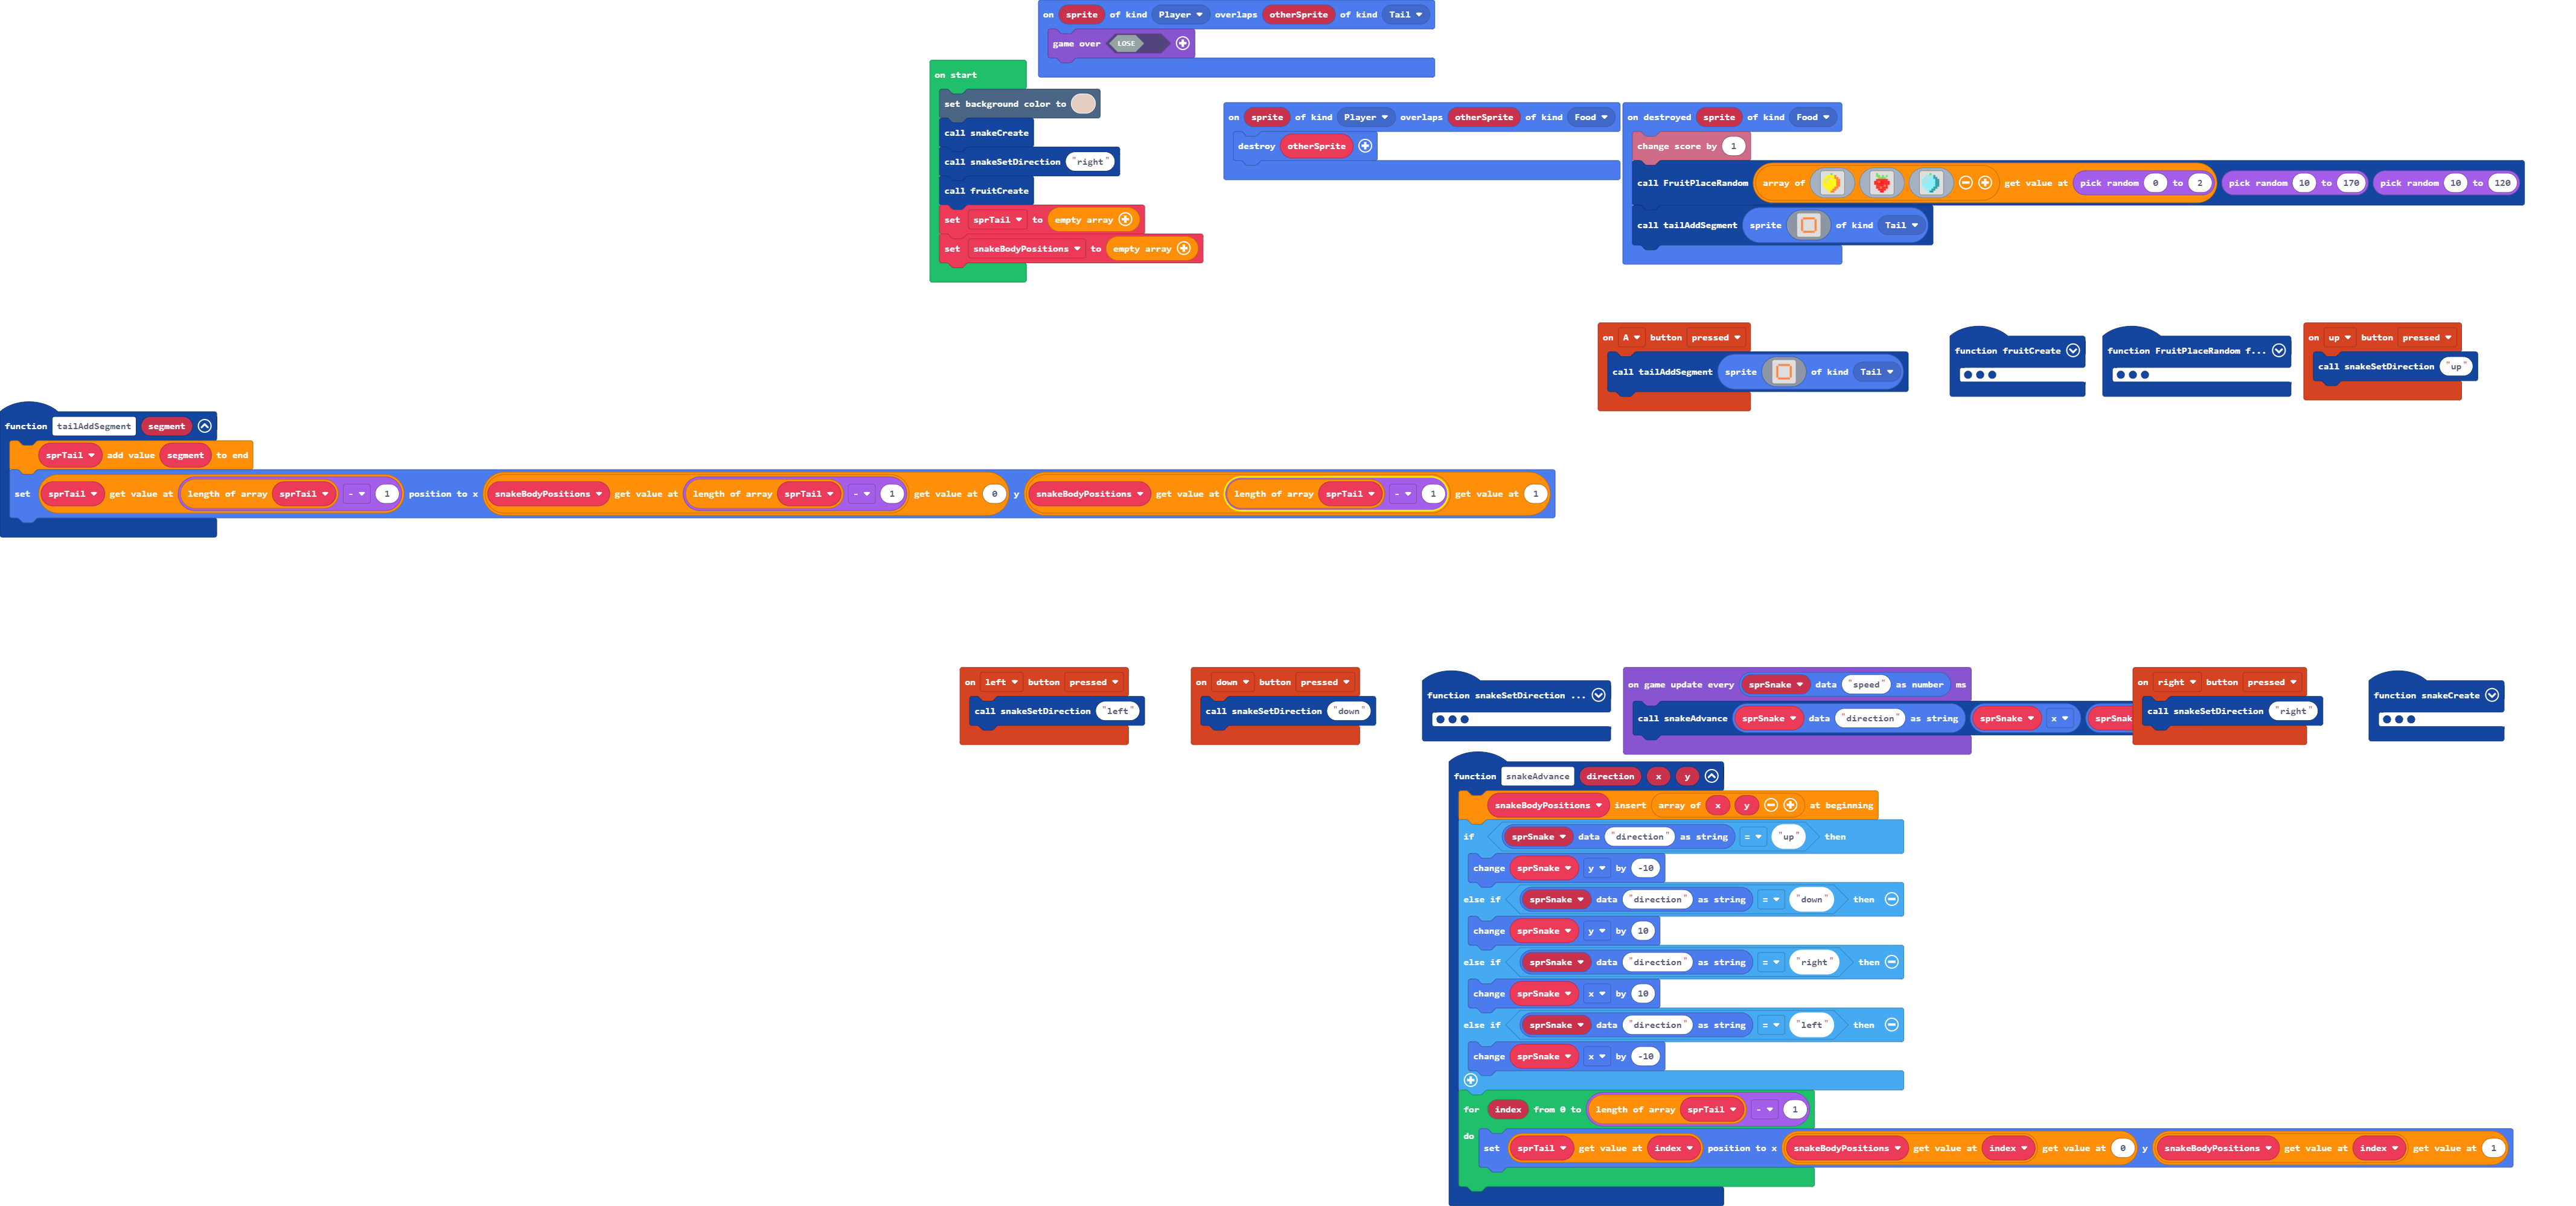 on sprite of kind Player overlaps otherSprite of kind Tail
game over LOSE
on start
set background color to
call snakeCreate
call snakeSetDirection "right"
call fruitCreate
set sprTail to empty array
set snakeBodyPositions to empty array
on sprite of kind Player overlaps otherSprite of kind Food
destroy otherSprite
on destroyed sprite of kind Food
change score by 1
call FruitPlaceRandom array of get value at pick random 0 to 2 pick random 10 to 170 pick random 10 to 120
call tailAddSegment sprite of kind Tail
on A button pressed
call tailAddSegment sprite of kind Tail
function fruitCreate
function FruitPlaceRandom f...
on up button pressed
call snakeSetDirection "up"
function tailAddSegment segment
sprTail add value segment to end
set sprTail get value at length of array sprTail - 1 position to x snakeBodyPositions get value at length of array sprTail - 1 get value at 0 y snakeBodyPositions get value at length of array sprTail - 1 get value at 1
on left button pressed
call snakeSetDirection "left"
on down button pressed
call snakeSetDirection "down"
function snakeSetDirection ...
on game update every sprSnake data "speed" as number ms
call snakeAdvance sprSnake data "direction" as string sprSnake x sprSnak
on right button pressed
call snakeSetDirection "right"
function snakeCreate
function snakeAdvance direction x y
snakeBodyPositions insert array of x y at beginning
if sprSnake data "direction" as string = "up" then
change sprSnake y by -10
else if sprSnake data "direction" as string = "down" then
change sprSnake y by 10
else if sprSnake data "direction" as string = "right" then
change sprSnake x by 10
else if sprSnake data "direction" as string = "left" then
change sprSnake x by -10
for index from 0 to length of array sprTail - 1
do
set sprTail get value at index position to x snakeBodyPositions get value at index get value at 0 y snakeBodyPositions get value at index get value at 1